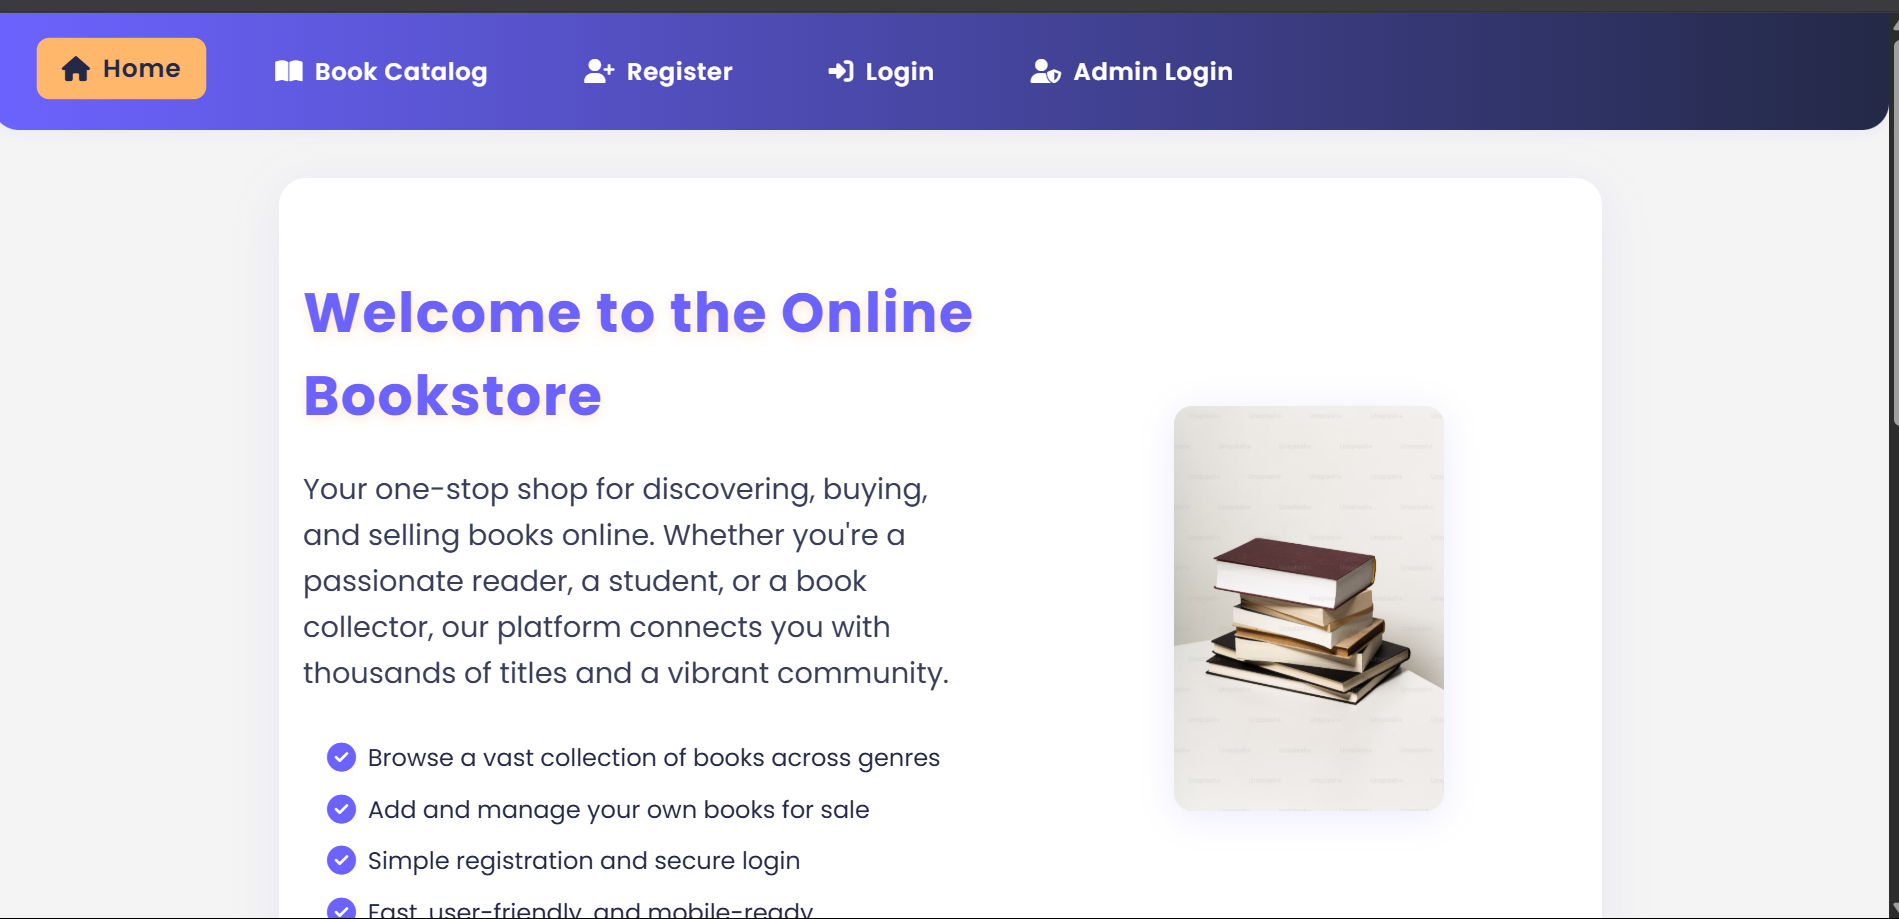 Home
Book Catalog
Register
Login
Admin Login
Welcome to the Online
Bookstore
Your one-stop shop for discovering, buying,
and selling books online. Whether you're a
passionate reader, a student, or a book
collector, our platform connects you with
thousands of titles and a vibrant community.
Browse a vast collection of books across genres
Add and manage your own books for sale
Simple registration and secure login
Fast, user-friendly, and mobile-ready